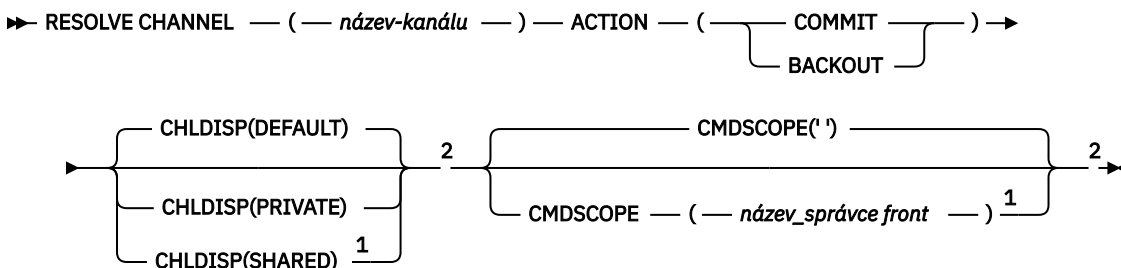 RESOLVE CHANNEL ( název-kanálu ) ACTION ( COMMIT )
BACKOUT
CHLDISP(DEFAULT) CMDSCOPE(' ')
2 2
CHLDISP(PRIVATE) CMDSCOPE ( název_správce front ) 1
CHLDISP(SHARED) 1